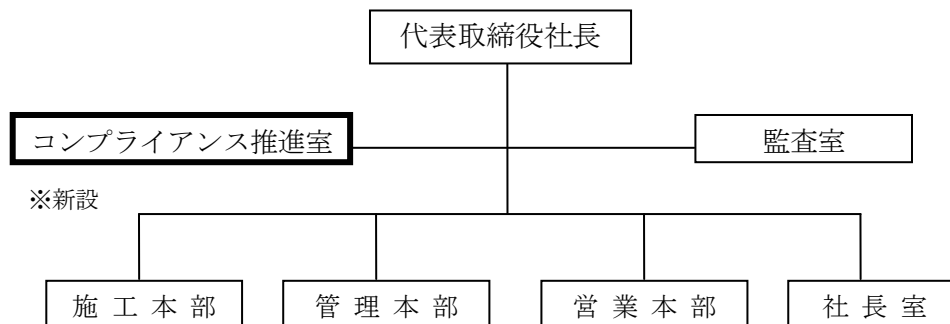 代表取締役社長
コンプライアンス推進室
監査室
※新設
施工本部
管理本部
営業本部
社長室